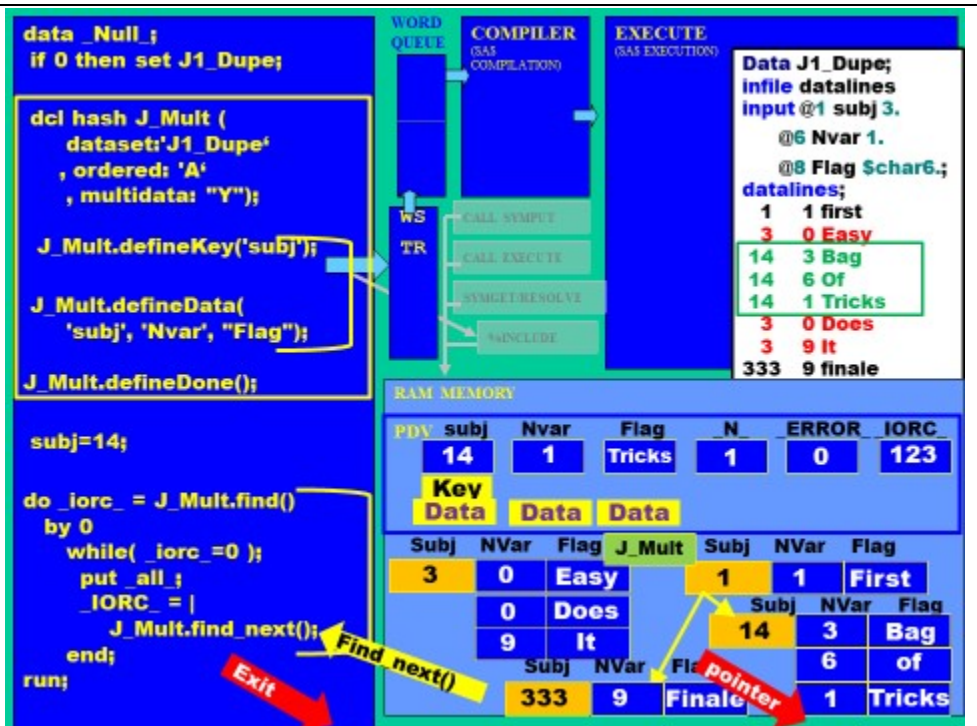 data _Null_;
if 0 then set J1_Dupe;
dcl hash J_Mult (
dataset:'J1_Dupe‘
, ordered: 'A‘
, multidata: "Y");
J_Mult.defineKey('subj');
J_Mult.defineData(
'subj', 'Nvar', "Flag");
J_Mult.defineDone();
subj=14;
do _iorc_ = J_Mult.find()
by 0
while( _iorc_=0 );
put _all_;
_IORC_ = |
J_Mult.find_next();
end;
run;
Exit
Find_next()
WORD
QUEUE
WS
TR
COMPILER
(SAS
COMPILATION)
EXECUTE
(SAS EXECUTION)
CALL SYMPUT
CALL EXECUTE
SYMGET/RESOLVE
%INCLUDE
Data J1_Dupe;
infile datalines
input @1 subj 3.
@6 Nvar 1.
@8 Flag $char6.;
datalines;
1 1 first
3 0 Easy
14 3 Bag
14 6 Of
14 1 Tricks
3 0 Does
3 9 It
333 9 finale
RAM MEMORY
PDV subj Nvar Flag _N_ _ERROR_ _IORC_
14 1 Tricks 1 0 123
Key
Data Data Data
Subj NVar Flag J_Mult Subj NVar Flag
3 0 Easy 1 1 First
0 Does
9 It
Subj NVar Flag
14 3 Bag
6 of
1 Tricks
Subj NVar Fla
333 9 Finale
pointer